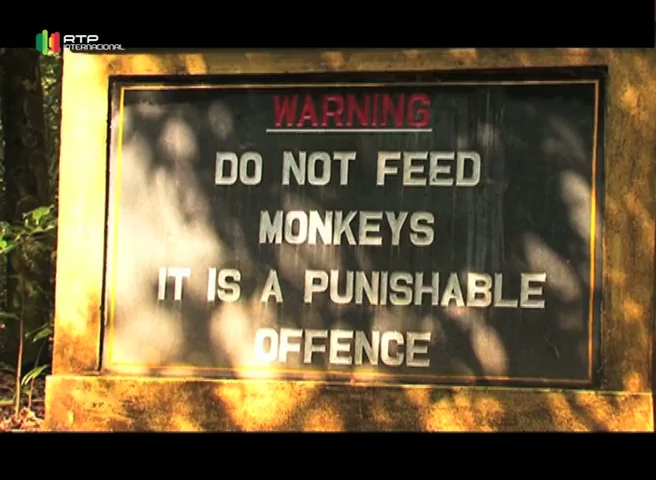 RTP
INTERNACIONAL
WARNING
DO NOT FEED
MONKEYS
IT IS A PUNISHABLE
OFFENCE